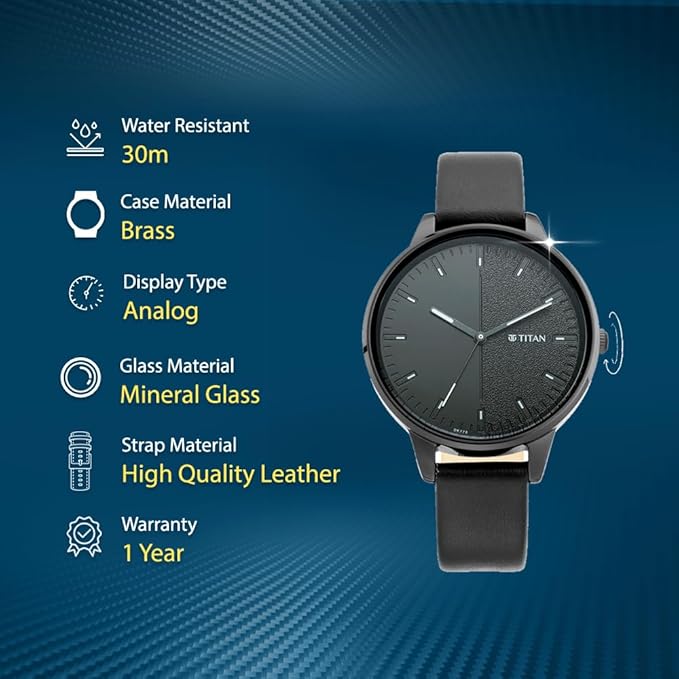 Water Resistant
30m
Case Material
Brass
Display Type
Analog
TITAN
Glass Material
Mineral Glass
Strap Material
High Quality Leather
Warranty
1 Year